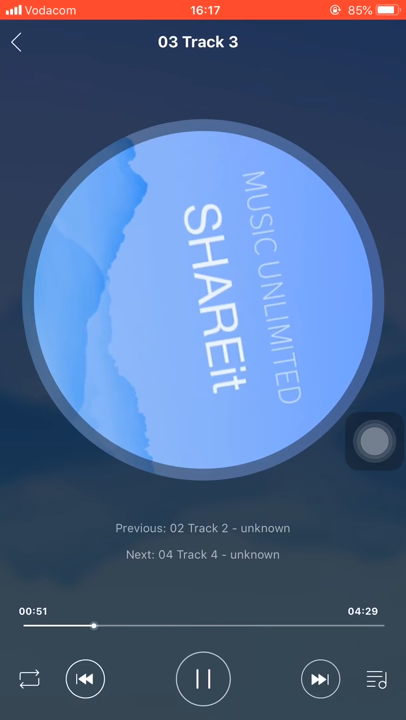 Vodacom 16:17 85%
03 Track 3
MUSIC UNLIMITED
SHAREit
Previous: 02 Track 2 - unknown
Next: 04 Track 4 - unknown
00:51 04:29